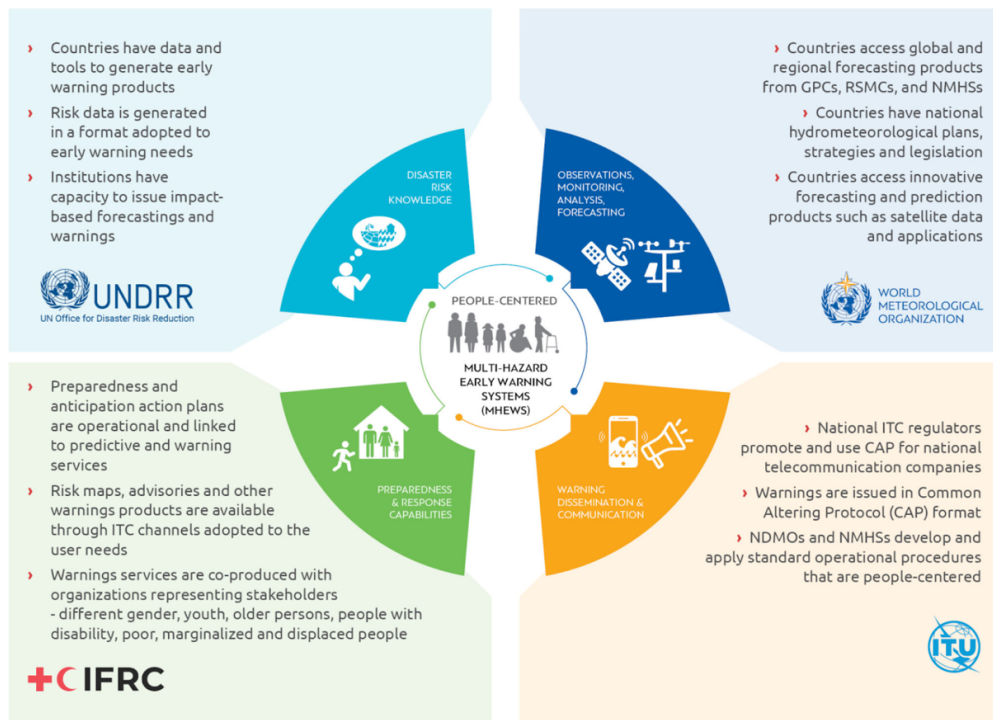 › Countries have data and
tools to generate early
warning products
› Risk data is generated
in a format adopted to
early warning needs
› Institutions have
capacity to issue impact-
based forecastings and
warnings
UNDRR
UN Office for Disaster Risk Reduction
DISASTER
RISK
KNOWLEDGE
OBSERVATIONS,
MONITORING,
ANALYSIS,
FORECASTING
› Countries access global and
regional forecasting products
from GPCs, RSMCs, and NMHSs
› Countries have national
hydrometeorological plans,
strategies and legislation
› Countries access innovative
forecasting and prediction
products such as satellite data
and applications
WORLD
METEOROLOGICAL
ORGANIZATION
PEOPLE-CENTERED
MULTI-HAZARD
EARLY WARNING
SYSTEMS
(MHEWS)
› Preparedness and
anticipation action plans
are operational and linked
to predictive and warning
services
› Risk maps, advisories and other
warnings products are available
through ITC channels adopted to the
user needs
› Warnings services are co-produced with
organizations representing stakeholders
- different gender, youth, older persons, people with
disability, poor, marginalized and displaced people
IFRC
PREPAREDNESS
& RESPONSE
CAPABILITIES
WARNING
DISSEMINATION &
COMMUNICATION
› National ITC regulators
promote and use CAP for national
telecommunication companies
› Warnings are issued in Common
Altering Protocol (CAP) format
› NDMOs and NMHSs develop and
apply standard operational procedures
that are people-centered
ITU